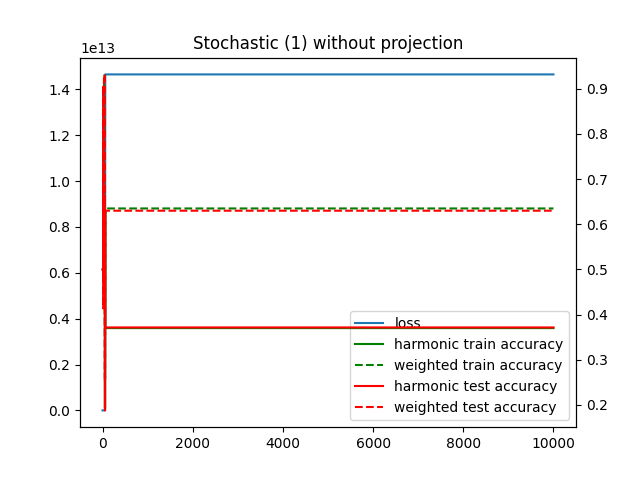 Stochastic (1) without projection
1e13
1.4
1.2
1.0
0.8
0.6
0.4
0.2
0.0
0.9
0.8
0.7
0.6
0.5
0.4
0.3
0.2
loss
harmonic train accuracy
weighted train accuracy
harmonic test accuracy
weighted test accuracy
0 2000 4000 6000 8000 10000